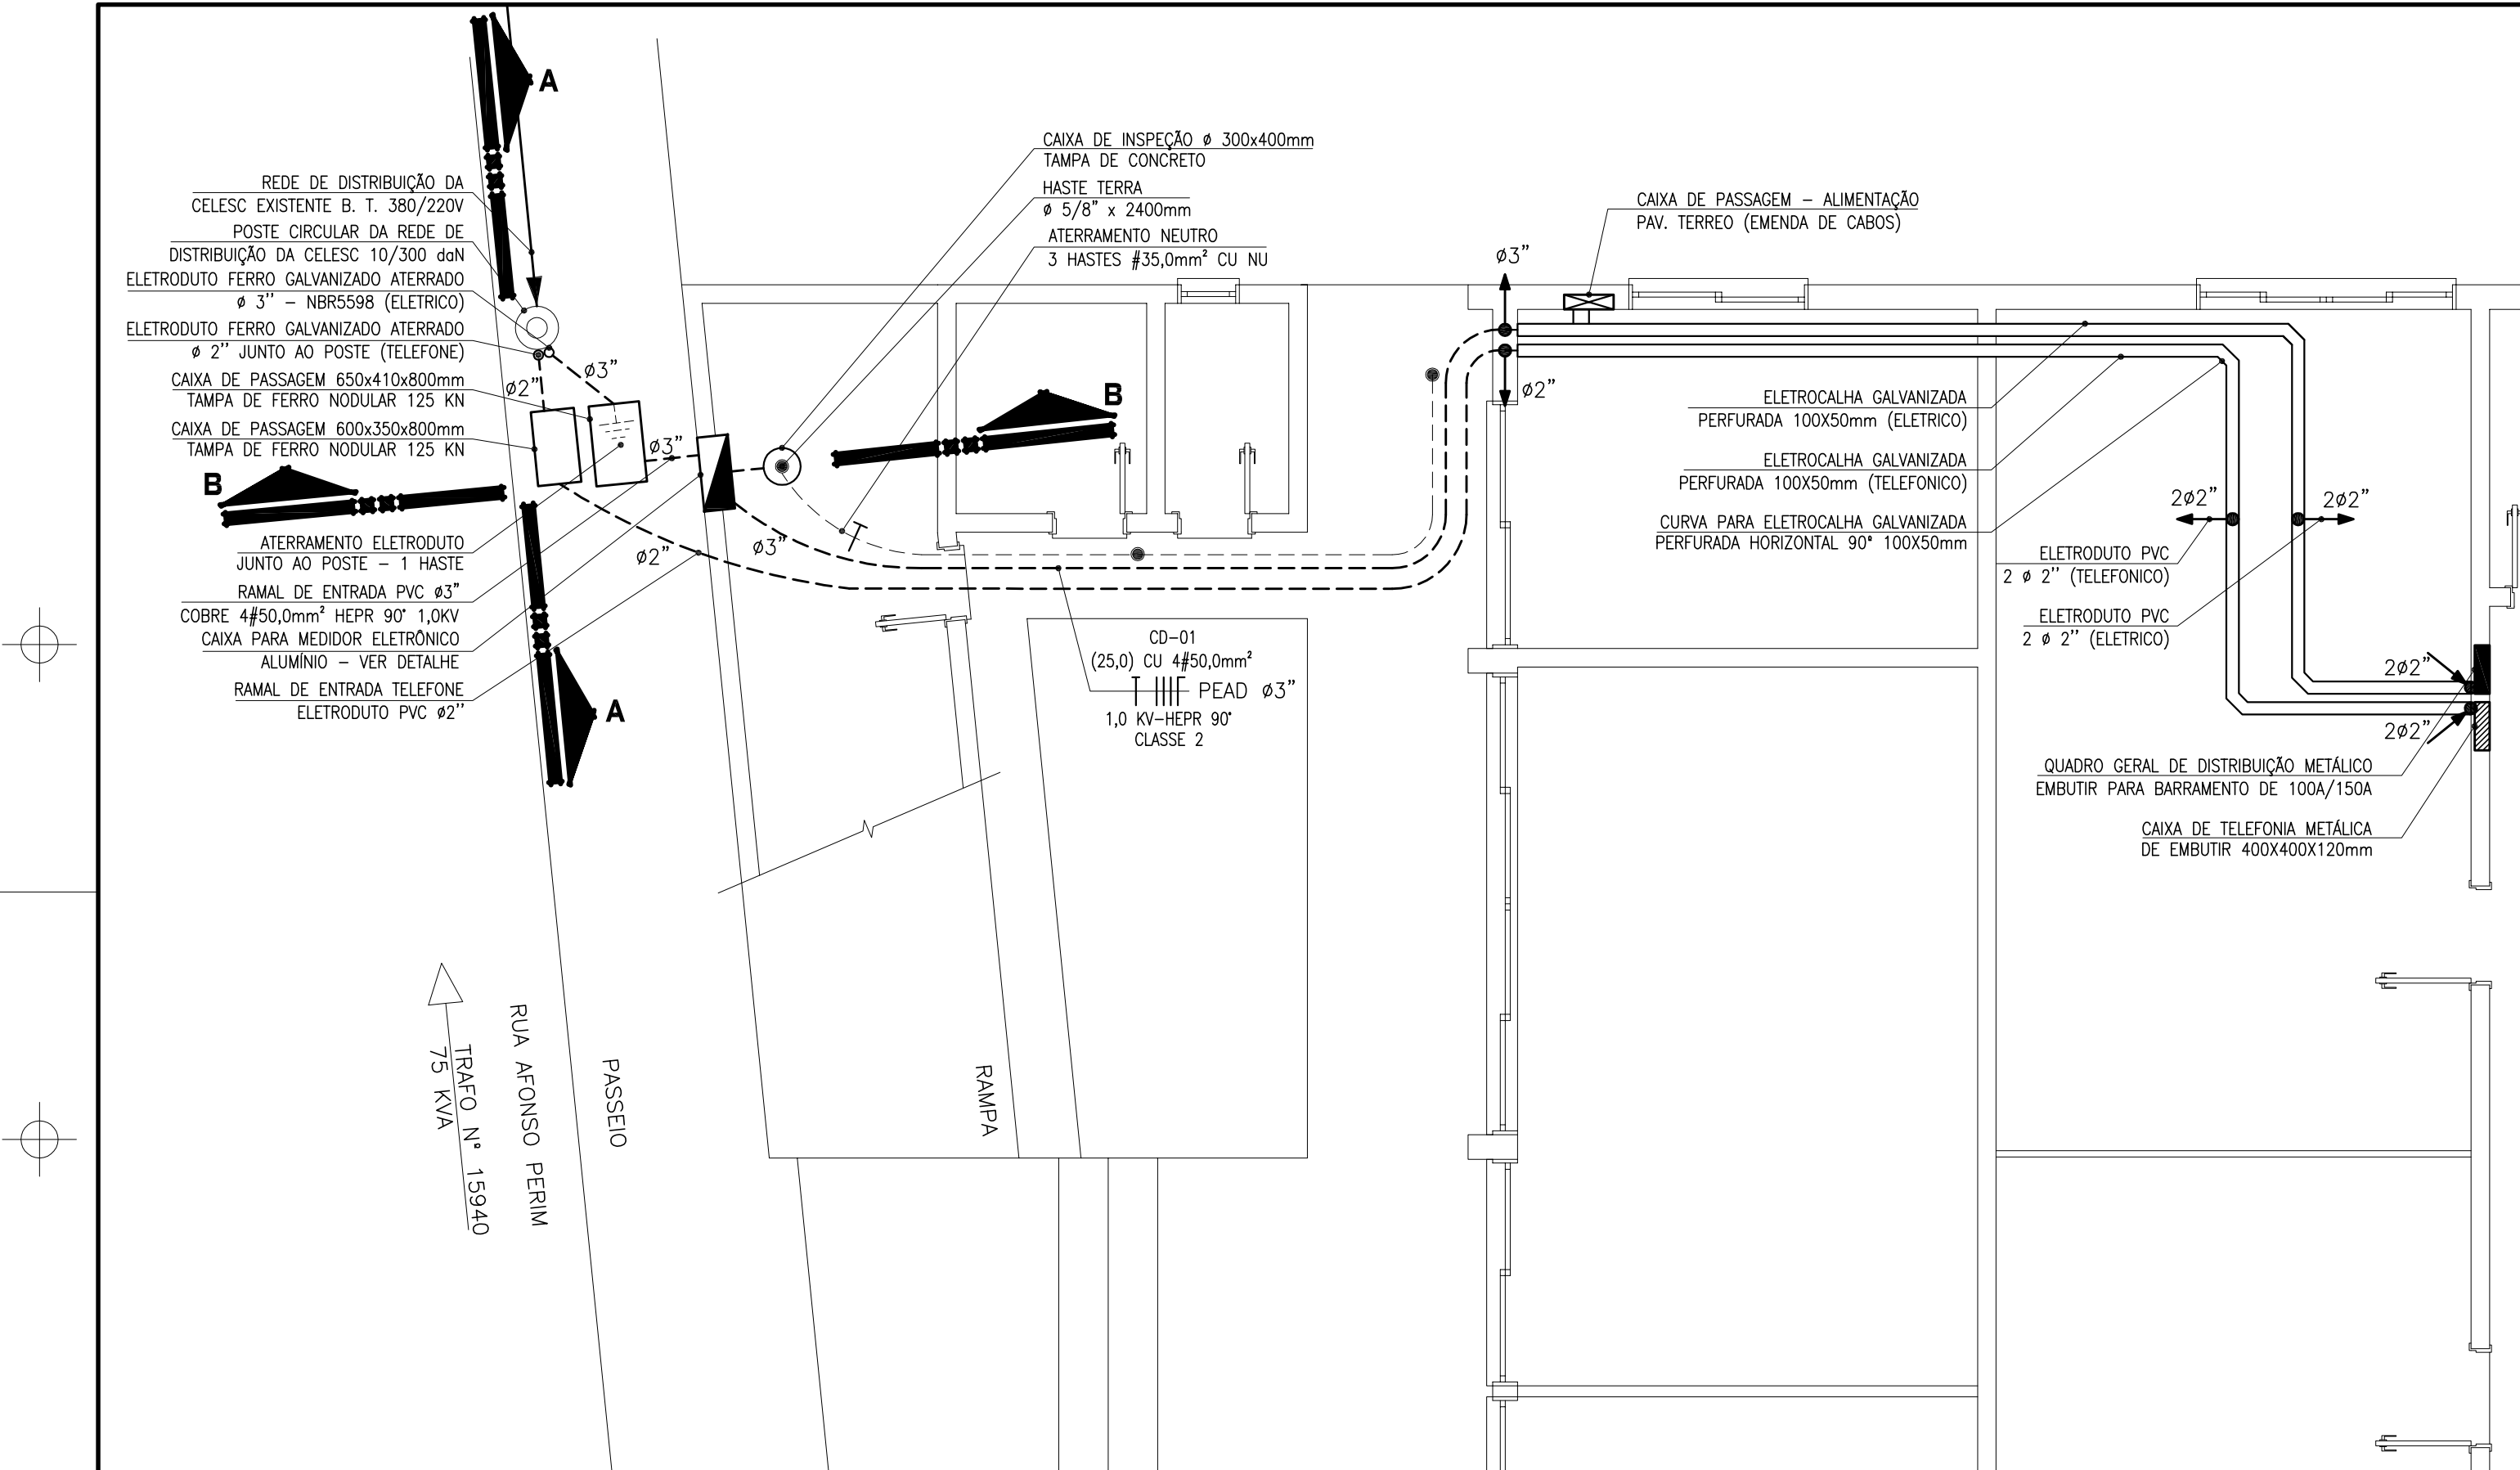 A
REDE DE DISTRIBUIÇÃO DA
CELESC EXISTENTE B. T. 380/220V
POSTE CIRCULAR DA REDE DE
DISTRIBUIÇÃO DA CELESC 10/300 daN
ELETRODUTO FERRO GALVANIZADO ATERRADO
ø 3'' – NBR5598 (ELETRICO)
ELETRODUTO FERRO GALVANIZADO ATERRADO
ø 2'' JUNTO AO POSTE (TELEFONE)
CAIXA DE PASSAGEM 650x410x800mm
TAMPA DE FERRO NODULAR 125 KN
CAIXA DE PASSAGEM 600x350x800mm
TAMPA DE FERRO NODULAR 125 KN
B
ATERRAMENTO ELETRODUTO
JUNTO AO POSTE – 1 HASTE
RAMAL DE ENTRADA PVC ø3"
COBRE 4#50,0mm² HEPR 90° 1,0KV
CAIXA PARA MEDIDOR ELETRÔNICO
ALUMÍNIO – VER DETALHE
RAMAL DE ENTRADA TELEFONE
ELETRODUTO PVC ø2''
ø2"
ø3"
ø3"
ø2"
ø3"
A
CAIXA DE INSPEÇÃO ø 300x400mm
TAMPA DE CONCRETO
HASTE TERRA
ø 5/8" x 2400mm
ATERRAMENTO NEUTRO
3 HASTES #35,0mm² CU NU
B
CD–01
(25,0) CU 4#50,0mm²
PEAD ø3"
1,0 KV–HEPR 90°
CLASSE 2
CAIXA DE PASSAGEM – ALIMENTAÇÃO
PAV. TERREO (EMENDA DE CABOS)
ø3"
ø2"
ELETROCALHA GALVANIZADA
PERFURADA 100X50mm (ELETRICO)
ELETROCALHA GALVANIZADA
PERFURADA 100X50mm (TELEFONICO)
CURVA PARA ELETROCALHA GALVANIZADA
PERFURADA HORIZONTAL 90° 100X50mm
2ø2"
2ø2"
ELETRODUTO PVC
2 ø 2'' (TELEFONICO)
ELETRODUTO PVC
2 ø 2'' (ELETRICO)
2ø2"
2ø2"
QUADRO GERAL DE DISTRIBUIÇÃO METÁLICO
EMBUTIR PARA BARRAMENTO DE 100A/150A
CAIXA DE TELEFONIA METÁLICA
DE EMBUTIR 400X400X120mm
TRAFO N° 15940
75 KVA
RUA AFONSO PERIM
PASSEIO
RAMPA